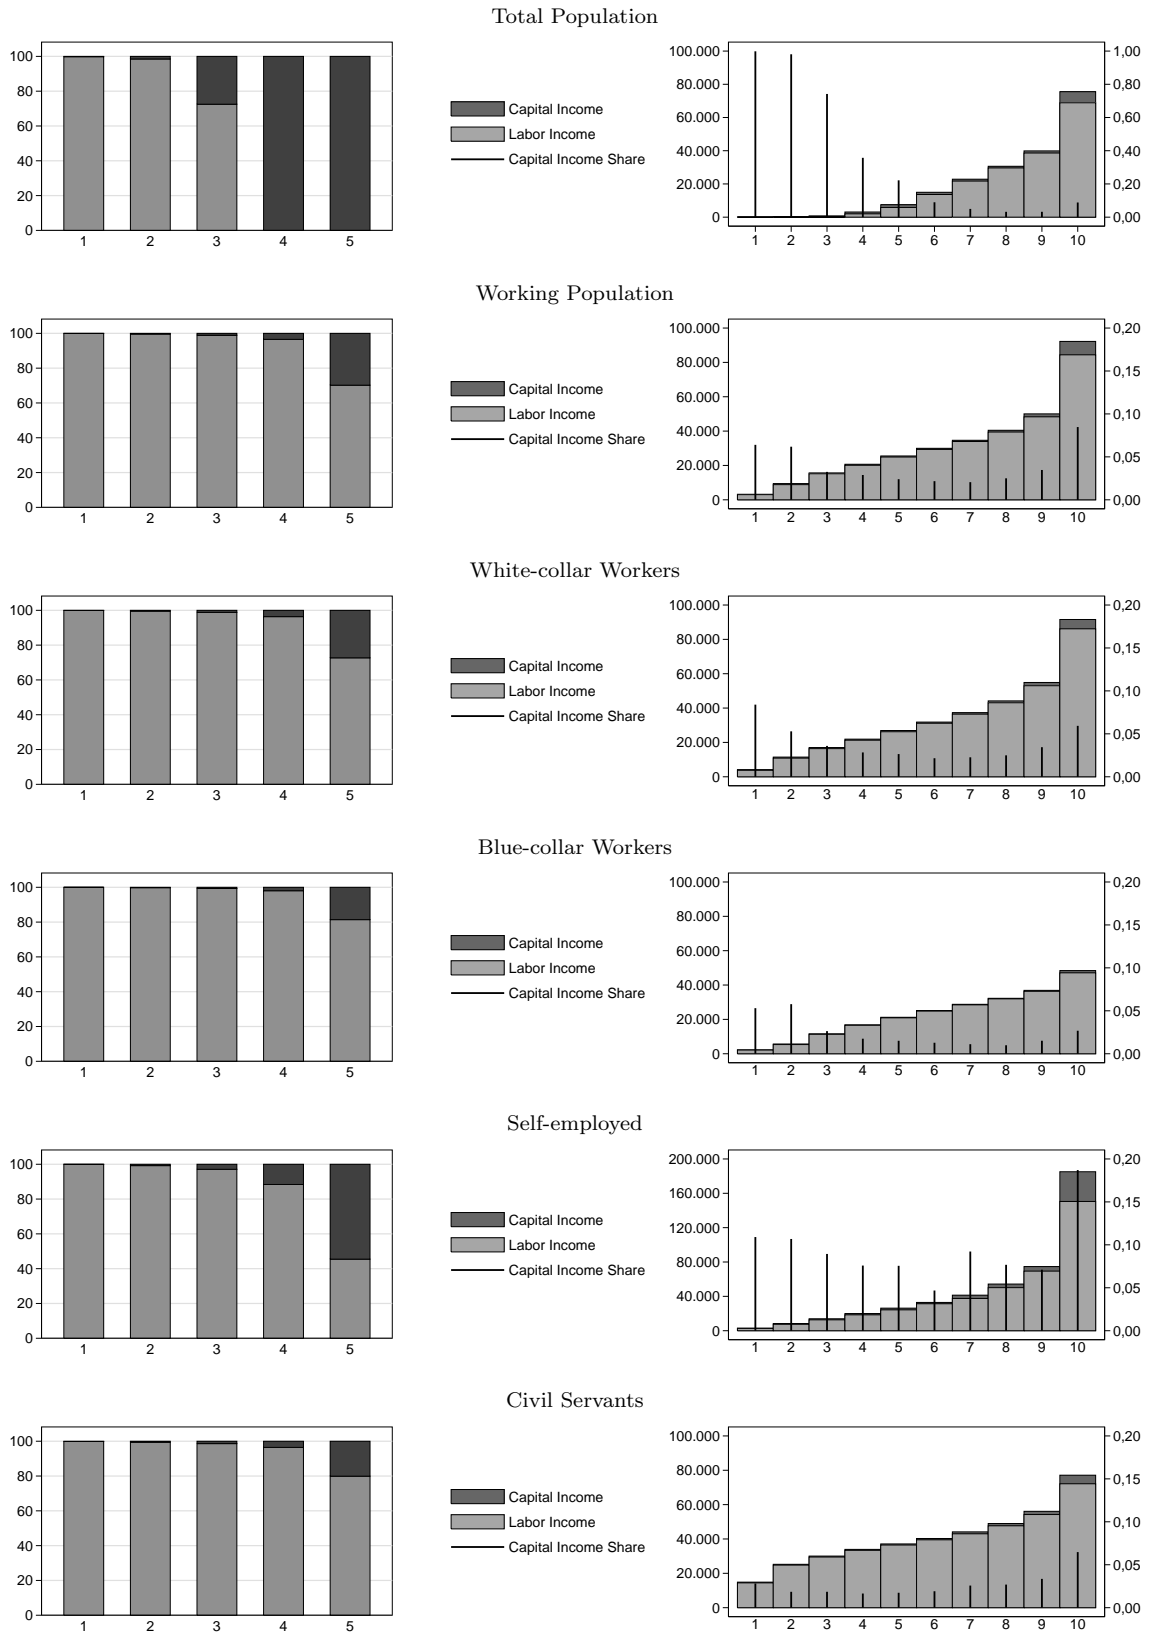 Total Population
100
80
60
40
20
0
1 2 3 4 5
Capital Income
Labor Income
Capital Income Share
100.000
80.000
60.000
40.000
20.000
0
1,00
0,80
0,60
0,40
0,20
0,00
1 2 3 4 5 6 7 8 9 10
Working Population
100
80
60
40
20
0
1 2 3 4 5
Capital Income
Labor Income
Capital Income Share
100.000
80.000
60.000
40.000
20.000
0
0,20
0,15
0,10
0,05
0,00
1 2 3 4 5 6 7 8 9 10
White-collar Workers
100
80
60
40
20
0
1 2 3 4 5
Capital Income
Labor Income
Capital Income Share
100.000
80.000
60.000
40.000
20.000
0
0,20
0,15
0,10
0,05
0,00
1 2 3 4 5 6 7 8 9 10
Blue-collar Workers
100
80
60
40
20
0
1 2 3 4 5
Capital Income
Labor Income
Capital Income Share
100.000
80.000
60.000
40.000
20.000
0
0,20
0,15
0,10
0,05
0,00
1 2 3 4 5 6 7 8 9 10
Self-employed
100
80
60
40
20
0
1 2 3 4 5
Capital Income
Labor Income
Capital Income Share
200.000
160.000
120.000
80.000
40.000
0
0,20
0,15
0,10
0,05
0,00
1 2 3 4 5 6 7 8 9 10
Civil Servants
100
80
60
40
20
0
1 2 3 4 5
Capital Income
Labor Income
Capital Income Share
100.000
80.000
60.000
40.000
20.000
0
0,20
0,15
0,10
0,05
0,00
1 2 3 4 5 6 7 8 9 10